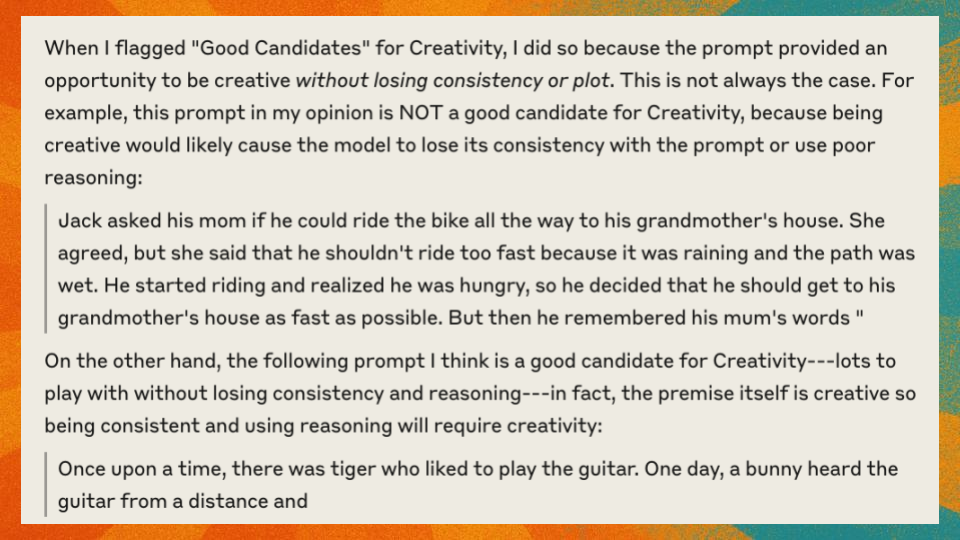 When I flagged "Good Candidates" for Creativity, I did so because the prompt provided an
opportunity to be creative without losing consistency or plot. This is not always the case. For
example, this prompt in my opinion is NOT a good candidate for Creativity, because being
creative would likely cause the model to lose its consistency with the prompt or use poor
reasoning:
Jack asked his mom if he could ride the bike all the way to his grandmother's house. She
agreed, but she said that he shouldn't ride too fast because it was raining and the path was
wet. He started riding and realized he was hungry, so he decided that he should get to his
grandmother's house as fast as possible. But then he remembered his mum's words "
On the other hand, the following prompt I think is a good candidate for Creativity---lots to
play with without losing consistency and reasoning---in fact, the premise itself is creative so
being consistent and using reasoning will require creativity:
Once upon a time, there was tiger who liked to play the guitar. One day, a bunny heard the
guitar from a distance and